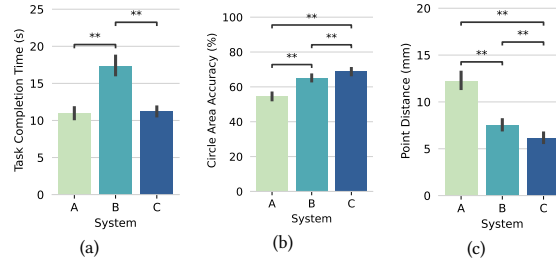 Task Completion Time (s)
25
20
15
10
5
0
**
**
A B C
System
(a)
Circle Area Accuracy (%)
100
80
60
40
20
0
**
**
**
A B C
System
(b)
Point Distance (mm)
20
15
10
5
0
**
**
**
A B C
System
(c)